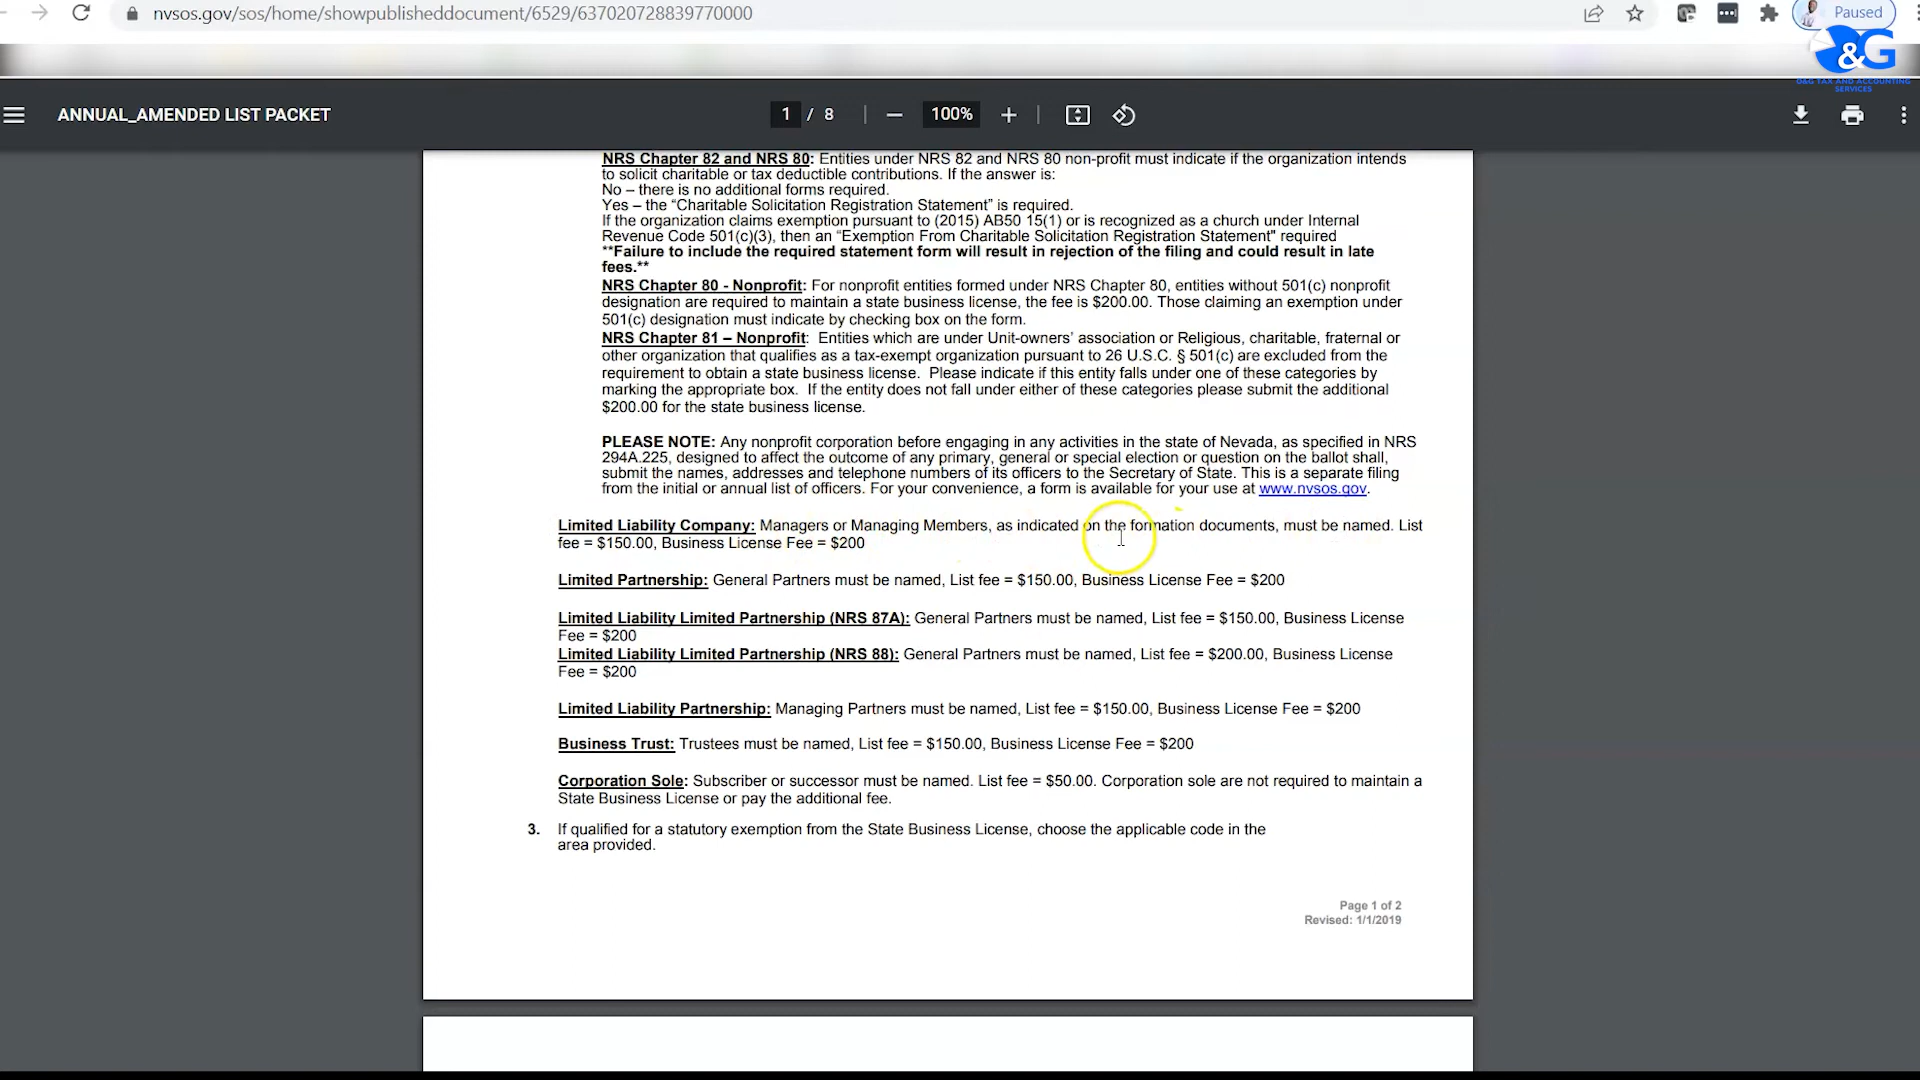 nvsos.gov/sos/home/showpublisheddocument/6529/637020728839770000
Paused
&G
D&G TAX AND ACCOUNTING
SERVICES
ANNUAL_AMENDED LIST PACKET
1 / 8
100%
NRS Chapter 82 and NRS 80: Entities under NRS 82 and NRS 80 non-profit must indicate if the organization intends
to solicit charitable or tax deductible contributions. If the answer is:
No – there is no additional forms required.
Yes – the “Charitable Solicitation Registration Statement” is required.
If the organization claims exemption pursuant to (2015) AB50 15(1) or is recognized as a church under Internal
Revenue Code 501(c)(3), then an “Exemption From Charitable Solicitation Registration Statement" required
**Failure to include the required statement form will result in rejection of the filing and could result in late
fees.**
NRS Chapter 80 - Nonprofit: For nonprofit entities formed under NRS Chapter 80, entities without 501(c) nonprofit
designation are required to maintain a state business license, the fee is $200.00. Those claiming an exemption under
501(c) designation must indicate by checking box on the form.
NRS Chapter 81 – Nonprofit: Entities which are under Unit-owners’ association or Religious, charitable, fraternal or
other organization that qualifies as a tax-exempt organization pursuant to 26 U.S.C. § 501(c) are excluded from the
requirement to obtain a state business license. Please indicate if this entity falls under one of these categories by
marking the appropriate box. If the entity does not fall under either of these categories please submit the additional
$200.00 for the state business license.
PLEASE NOTE: Any nonprofit corporation before engaging in any activities in the state of Nevada, as specified in NRS
294A.225, designed to affect the outcome of any primary, general or special election or question on the ballot shall,
submit the names, addresses and telephone numbers of its officers to the Secretary of State. This is a separate filing
from the initial or annual list of officers. For your convenience, a form is available for your use at www.nvsos.gov.
Limited Liability Company: Managers or Managing Members, as indicated on the formation documents, must be named. List
fee = $150.00, Business License Fee = $200
Limited Partnership: General Partners must be named, List fee = $150.00, Business License Fee = $200
Limited Liability Limited Partnership (NRS 87A): General Partners must be named, List fee = $150.00, Business License
Fee = $200
Limited Liability Limited Partnership (NRS 88): General Partners must be named, List fee = $200.00, Business License
Fee = $200
Limited Liability Partnership: Managing Partners must be named, List fee = $150.00, Business License Fee = $200
Business Trust: Trustees must be named, List fee = $150.00, Business License Fee = $200
Corporation Sole: Subscriber or successor must be named. List fee = $50.00. Corporation sole are not required to maintain a
State Business License or pay the additional fee.
3. If qualified for a statutory exemption from the State Business License, choose the applicable code in the
area provided.
Page 1 of 2
Revised: 1/1/2019